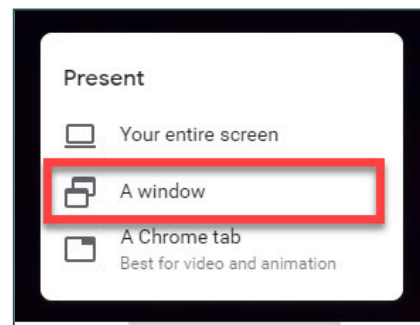 Present
Your entire screen
A window
A Chrome tab
Best for video and animation